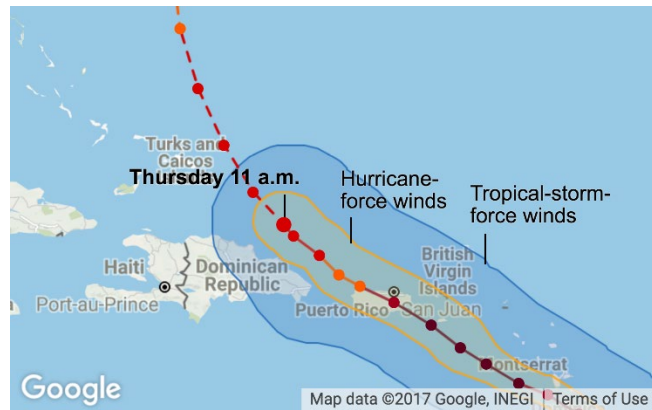 Turks and
Caicos
Thursday 11 a.m.
Hurricane-
force winds
Tropical-storm-
force winds
British
Virgin
Islands
Haiti
Dominican
Republic
Port-au-Prince
Puerto Rico
San Juan
Montserrat
Google
Map data ©2017 Google, INEGI
Terms of Use